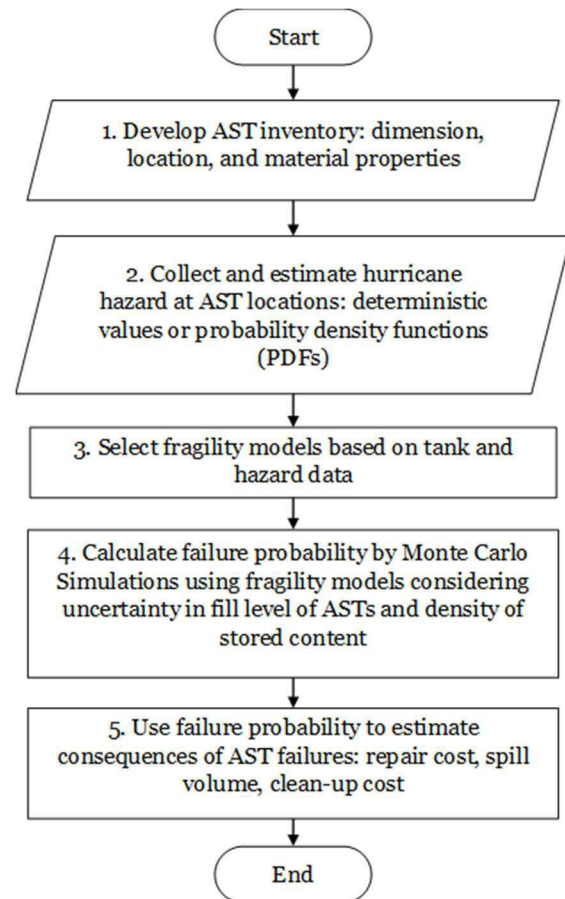 Start
1. Develop AST inventory: dimension,
location, and material properties
2. Collect and estimate hurricane
hazard at AST locations: deterministic
values or probability density functions
(PDFs)
3. Select fragility models based on tank and
hazard data
4. Calculate failure probability by Monte Carlo
Simulations using fragility models considering
uncertainty in fill level of ASTs and density of
stored content
5. Use failure probability to estimate
consequences of AST failures: repair cost, spill
volume, clean-up cost
End